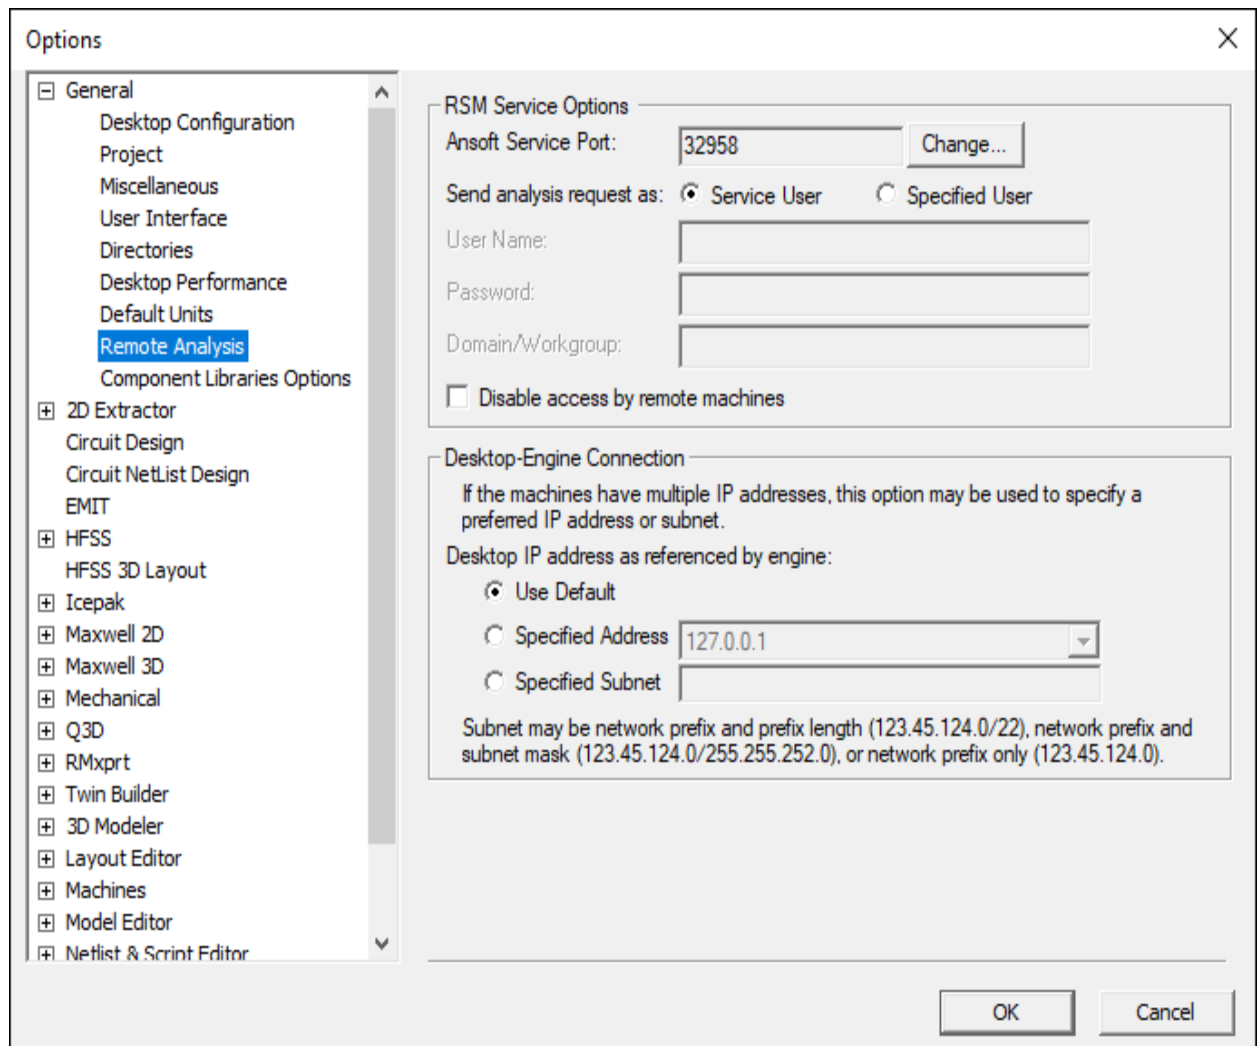 Options
General
Desktop Configuration
Project
Miscellaneous
User Interface
Directories
Desktop Performance
Default Units
Remote Analysis
Component Libraries Options
2D Extractor
Circuit Design
Circuit NetList Design
EMIT
HFSS
HFSS 3D Layout
Icepak
Maxwell 2D
Maxwell 3D
Mechanical
Q3D
RMxprt
Twin Builder
3D Modeler
Layout Editor
Machines
Model Editor
Netlist & Script Editor
RSM Service Options
Ansoft Service Port: 32958 Change...
Send analysis request as: Service User Specified User
User Name:
Password:
Domain/Workgroup:
Disable access by remote machines
Desktop-Engine Connection
If the machines have multiple IP addresses, this option may be used to specify a
preferred IP address or subnet.
Desktop IP address as referenced by engine:
Use Default
Specified Address 127.0.0.1
Specified Subnet
Subnet may be network prefix and prefix length (123.45.124.0/22), network prefix and
subnet mask (123.45.124.0/255.255.252.0), or network prefix only (123.45.124.0).
OK Cancel